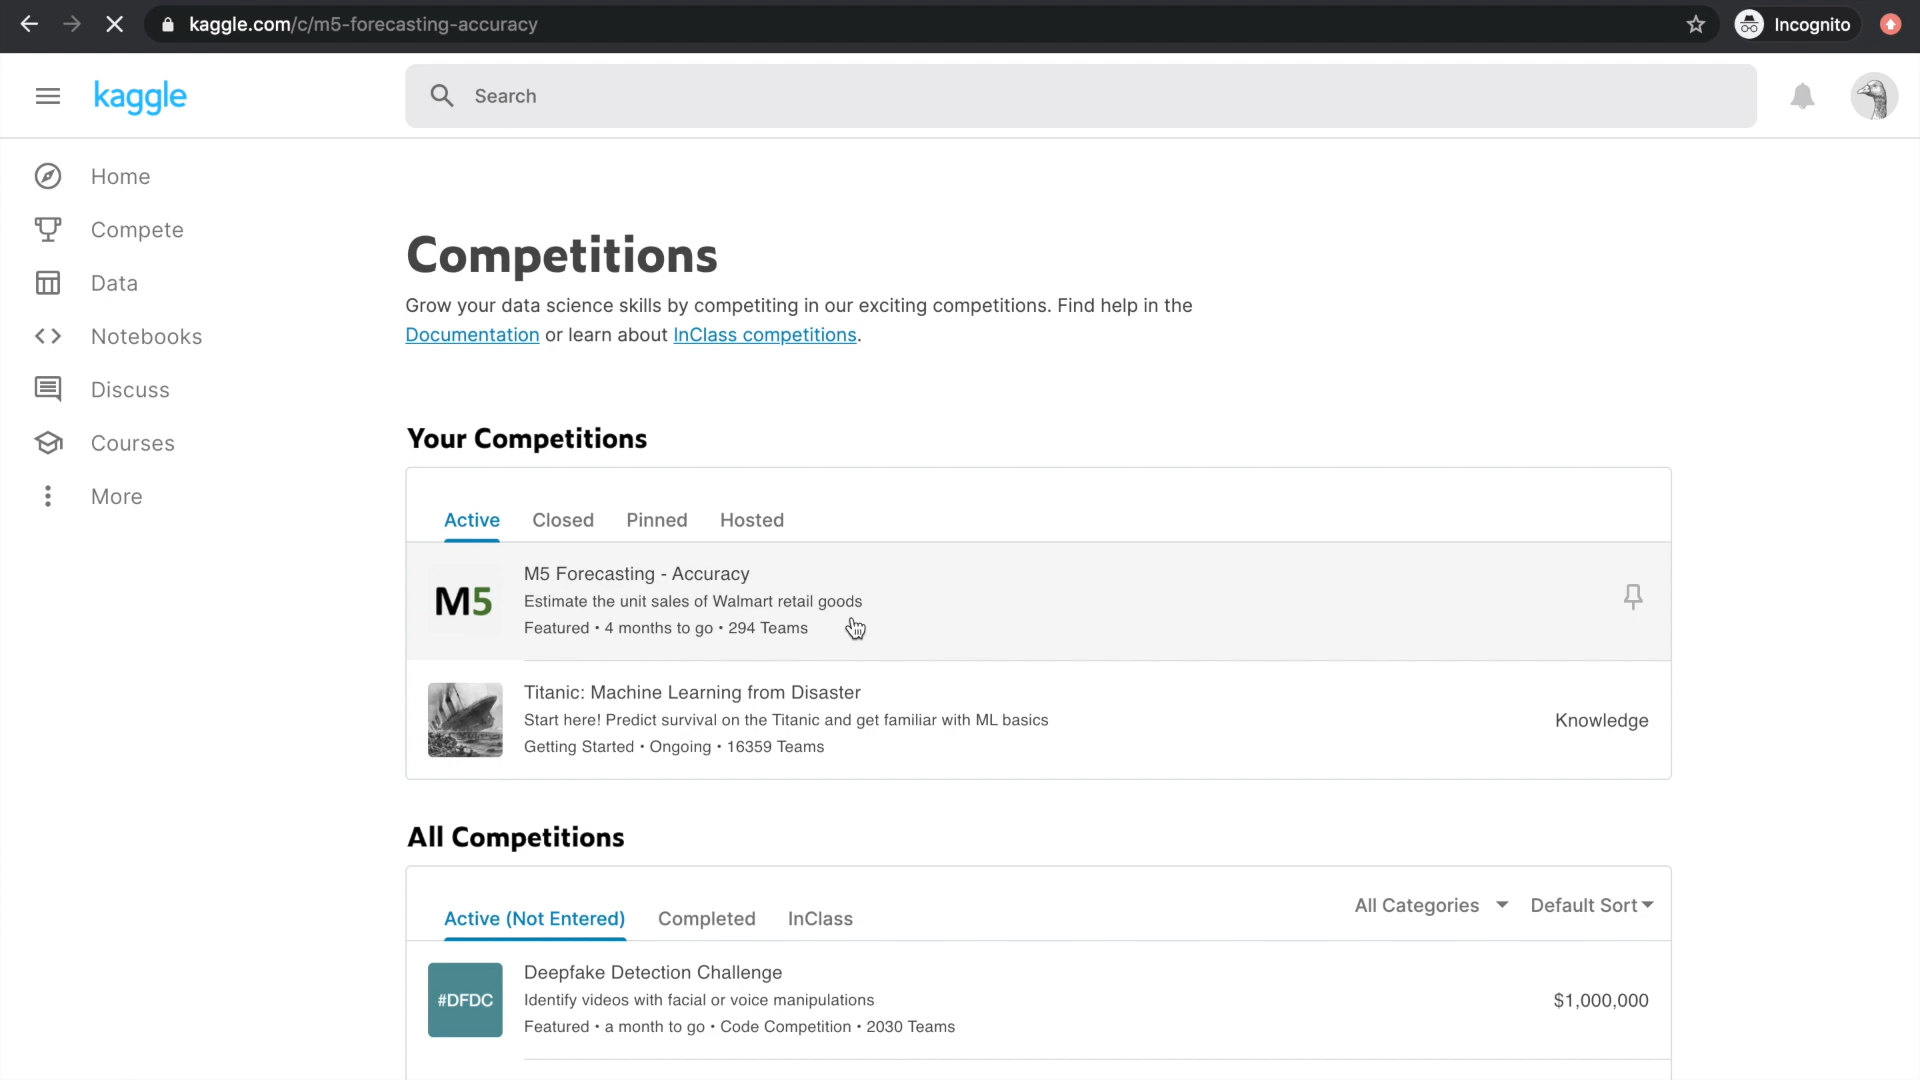 kaggle.com/c/m5-forecasting-accuracy
Incognito
kaggle
Search
Home
Compete
Data
Notebooks
Discuss
Courses
More
Competitions
Grow your data science skills by competing in our exciting competitions. Find help in the
Documentation or learn about InClass competitions.
Your Competitions
Active Closed Pinned Hosted
M5
M5 Forecasting - Accuracy
Estimate the unit sales of Walmart retail goods
Featured • 4 months to go • 294 Teams
Titanic: Machine Learning from Disaster
Start here! Predict survival on the Titanic and get familiar with ML basics
Getting Started • Ongoing • 16359 Teams
Knowledge
All Competitions
Active (Not Entered) Completed InClass
All Categories Default Sort
#DFDC
Deepfake Detection Challenge
Identify videos with facial or voice manipulations
Featured • a month to go • Code Competition • 2030 Teams
$1,000,000